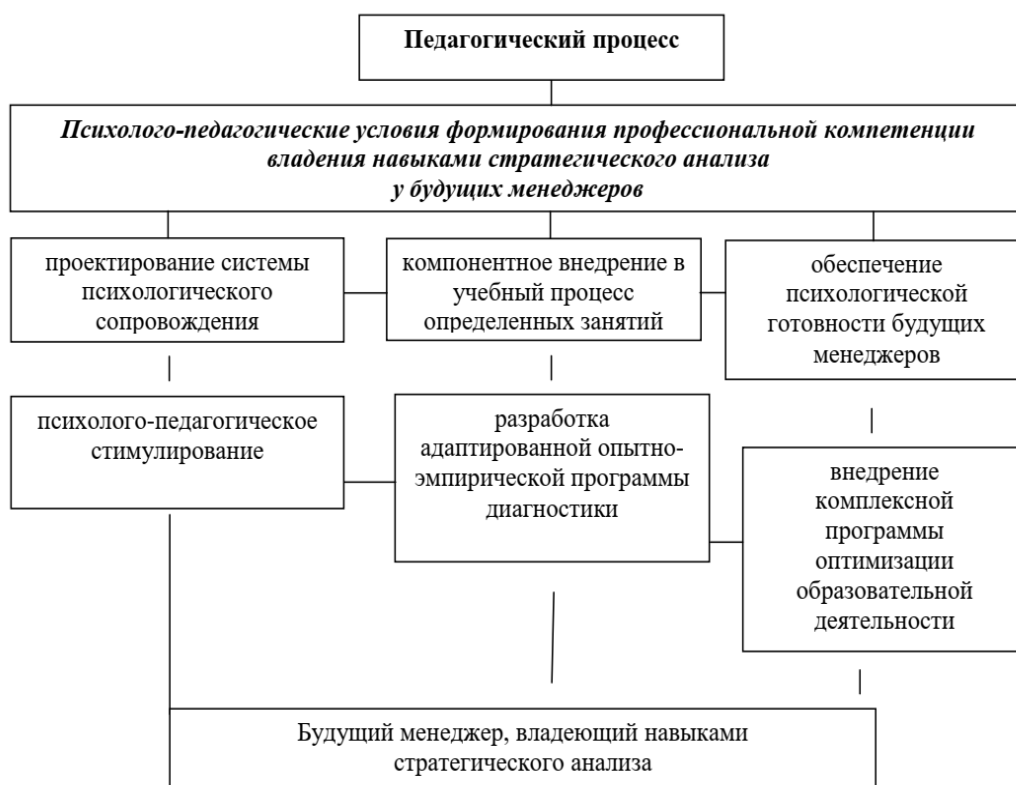 Педагогический процесс
Психолого-педагогические условия формирования профессиональной компетенции
владения навыками стратегического анализа
у будущих менеджеров
проектирование системы
психологического
сопровождения
компонентное внедрение в
учебный процесс
определенных занятий
обеспечение
психологической
готовности будущих
менеджеров
психолого-педагогическое
стимулирование
разработка
адаптированной опытно-
эмпирической программы
диагностики
внедрение
комплексной
программы
оптимизации
образовательной
деятельности
Будущий менеджер, владеющий навыками
стратегического анализа